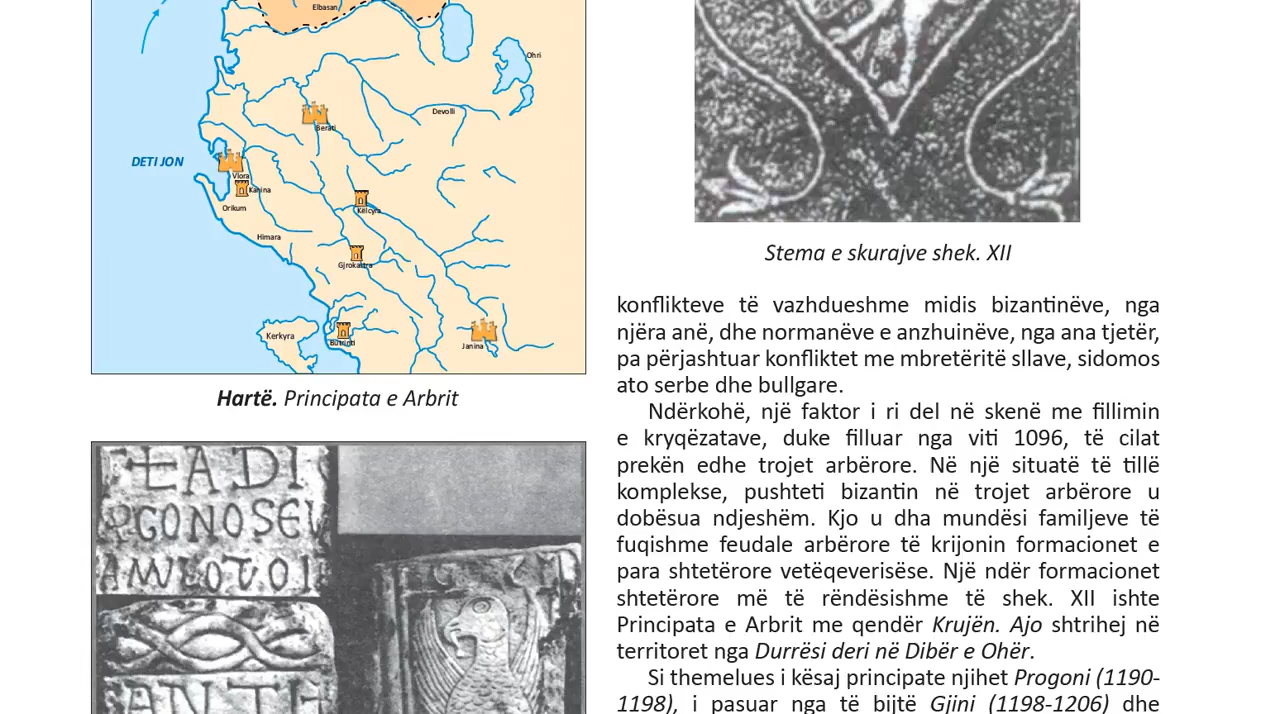 Elbasan
Ohri
Devolli
Berati
DETI JON
Vlora
Kanina
Orikum
Kelcyra
Himara
Gjirokastra
Kerkyra
Butrinti
Janina
Hartë. Principata e Arbrit
Stema e skurajve shek. XII
konflikteve të vazhdueshme midis bizantinëve, nga
njëra anë, dhe normanëve e anzhuinëve, nga ana tjetër,
pa përjashtuar konfliktet me mbretëritë sllave, sidomos
ato serbe dhe bullgare.
Ndërkohë, një faktor i ri del në skenë me fillimin
e kryqëzatave, duke filluar nga viti 1096, të cilat
prekën edhe trojet arbërore. Në një situatë të tillë
komplekse, pushteti bizantin në trojet arbërore u
dobësua ndjeshëm. Kjo u dha mundësi familjeve të
fuqishme feudale arbërore të krijonin formacionet e
para shtetërore vetëqeverisëse. Një ndër formacionet
shtetërore më të rëndësishme të shek. XII ishte
Principata e Arbrit me qendër Krujën. Ajo shtrihej në
territoret nga Durrësi deri në Dibër e Ohër.
Si themelues i kësaj principate njihet Progoni (1190-
1198), i pasuar nga të bijtë Gjini (1198-1206) dhe